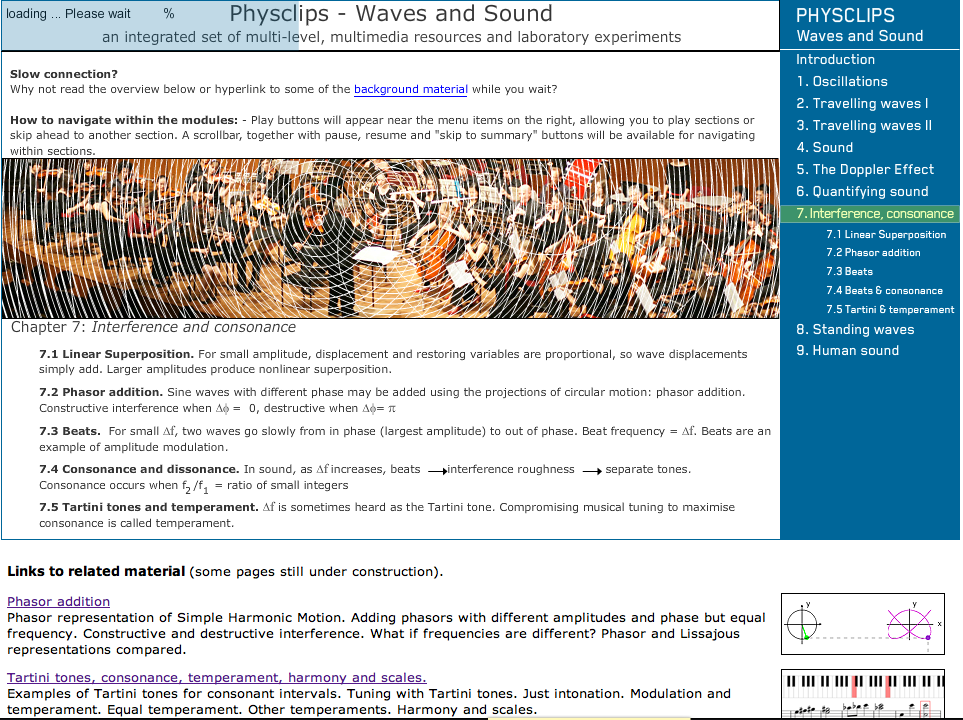 loading ... Please wait %
Physclips - Waves and Sound
an integrated set of multi-level, multimedia resources and laboratory experiments
Slow connection?
Why not read the overview below or hyperlink to some of the background material while you wait?
How to navigate within the modules: - Play buttons will appear near the menu items on the right, allowing you to play sections or
skip ahead to another section. A scrollbar, together with pause, resume and "skip to summary" buttons will be available for navigating
within sections.
Chapter 7: Interference and consonance
7.1 Linear Superposition. For small amplitude, displacement and restoring variables are proportional, so wave displacements
simply add. Larger amplitudes produce nonlinear superposition.
7.2 Phasor addition. Sine waves with different phase may be added using the projections of circular motion: phasor addition.
Constructive interference when Δϕ = 0, destructive when Δϕ= π
7.3 Beats. For small Δf, two waves go slowly from in phase (largest amplitude) to out of phase. Beat frequency = Δf. Beats are an
example of amplitude modulation.
7.4 Consonance and dissonance. In sound, as Δf increases, beats → interference roughness → separate tones.
Consonance occurs when f2/f1 = ratio of small integers
7.5 Tartini tones and temperament. Δf is sometimes heard as the Tartini tone. Compromising musical tuning to maximise
consonance is called temperament.
PHYSCLIPS
Waves and Sound
Introduction
1. Oscillations
2. Travelling waves I
3. Travelling waves II
4. Sound
5. The Doppler Effect
6. Quantifying sound
7. Interference, consonance
7.1 Linear Superposition
7.2 Phasor addition
7.3 Beats
7.4 Beats & consonance
7.5 Tartini & temperament
8. Standing waves
9. Human sound
Links to related material (some pages still under construction).
Phasor addition
Phasor representation of Simple Harmonic Motion. Adding phasors with different amplitudes and phase but equal
frequency. Constructive and destructive interference. What if frequencies are different? Phasor and Lissajous
representations compared.
y y
x
Tartini tones, consonance, temperament, harmony and scales.
Examples of Tartini tones for consonant intervals. Tuning with Tartini tones. Just intonation. Modulation and
temperament. Equal temperament. Other temperaments. Harmony and scales.